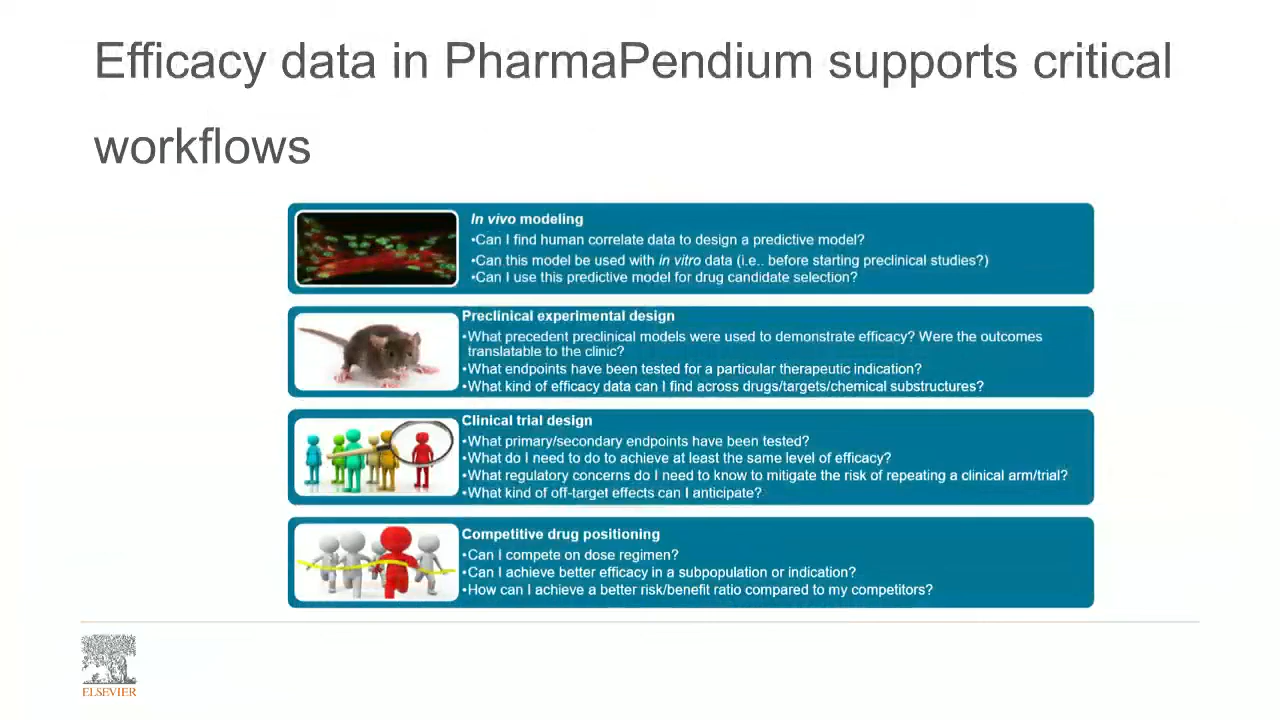 Efficacy data in PharmaPendium supports critical
workflows
In vivo modeling
•Can I find human correlate data to design a predictive model?
•Can this model be used with in vitro data (i.e.. before starting preclinical studies?)
•Can I use this predictive model for drug candidate selection?
Preclinical experimental design
•What precedent preclinical models were used to demonstrate efficacy? Were the outcomes
translatable to the clinic?
•What endpoints have been tested for a particular therapeutic indication?
•What kind of efficacy data can I find across drugs/targets/chemical substructures?
Clinical trial design
•What primary/secondary endpoints have been tested?
•What do I need to do to achieve at least the same level of efficacy?
•What regulatory concerns do I need to know to mitigate the risk of repeating a clinical arm/trial?
•What kind of off-target effects can I anticipate?
Competitive drug positioning
•Can I compete on dose regimen?
•Can I achieve better efficacy in a subpopulation or indication?
•How can I achieve a better risk/benefit ratio compared to my competitors?
ELSEVIER